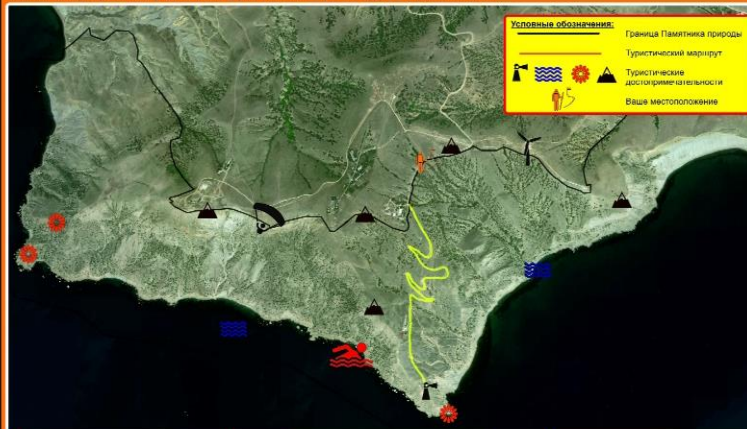 Условные обозначения:
Граница Памятника природы
Туристический маршрут
Туристические
достопримечательности
Ваше местоположение